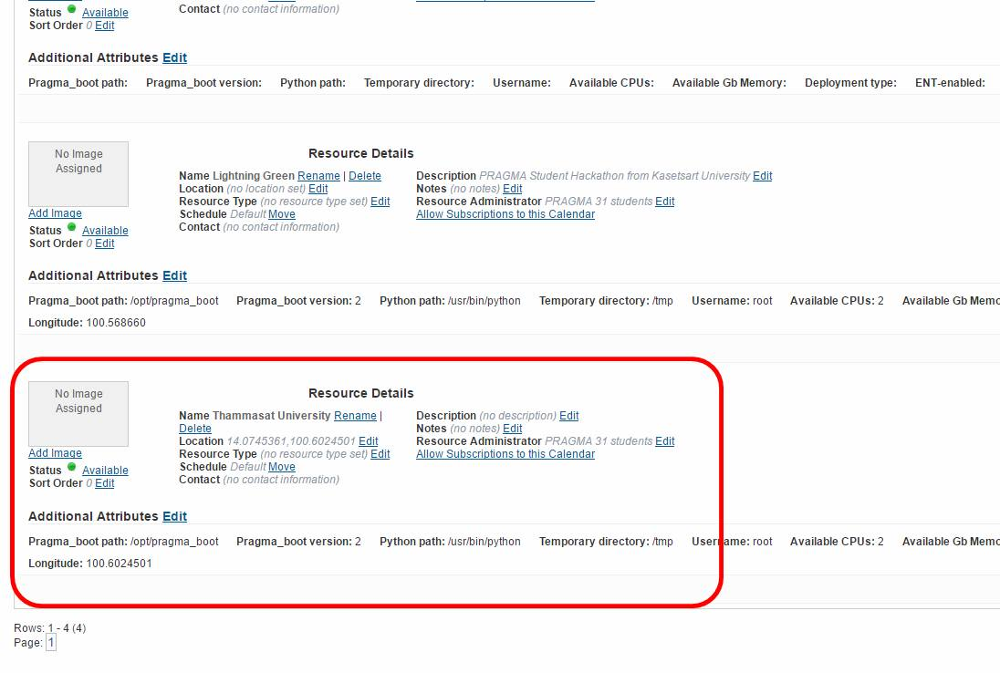 Status Available
Sort Order 0 Edit
Contact (no contact information)
Additional Attributes Edit
Pragma_boot path: Pragma_boot version: Python path: Temporary directory: Username: Available CPUs: Available Gb Memory: Deployment type: ENT-enabled:
No Image
Assigned
Add Image
Status Available
Sort Order 0 Edit
Resource Details
Name Lightning Green Rename | Delete
Location (no location set) Edit
Resource Type (no resource type set) Edit
Schedule Default Move
Contact (no contact information)
Description PRAGMA Student Hackathon from Kasetsart University Edit
Notes (no notes) Edit
Resource Administrator PRAGMA 31 students Edit
Allow Subscriptions to this Calendar
Additional Attributes Edit
Pragma_boot path: /opt/pragma_boot Pragma_boot version: 2 Python path: /usr/bin/python Temporary directory: /tmp Username: root Available CPUs: 2 Available Gb Memo
Longitude: 100.568660
No Image
Assigned
Add Image
Status Available
Sort Order 0 Edit
Resource Details
Name Thammasat University Rename |
Delete
Location 14.0745361,100.6024501 Edit
Resource Type (no resource type set) Edit
Schedule Default Move
Contact (no contact information)
Description (no description) Edit
Notes (no notes) Edit
Resource Administrator PRAGMA 31 students Edit
Allow Subscriptions to this Calendar
Additional Attributes Edit
Pragma_boot path: /opt/pragma_boot Pragma_boot version: 2 Python path: /usr/bin/python Temporary directory: /tmp Username: root Available CPUs: 2 Available Gb Memo
Longitude: 100.6024501
Rows: 1 - 4 (4)
Page: 1